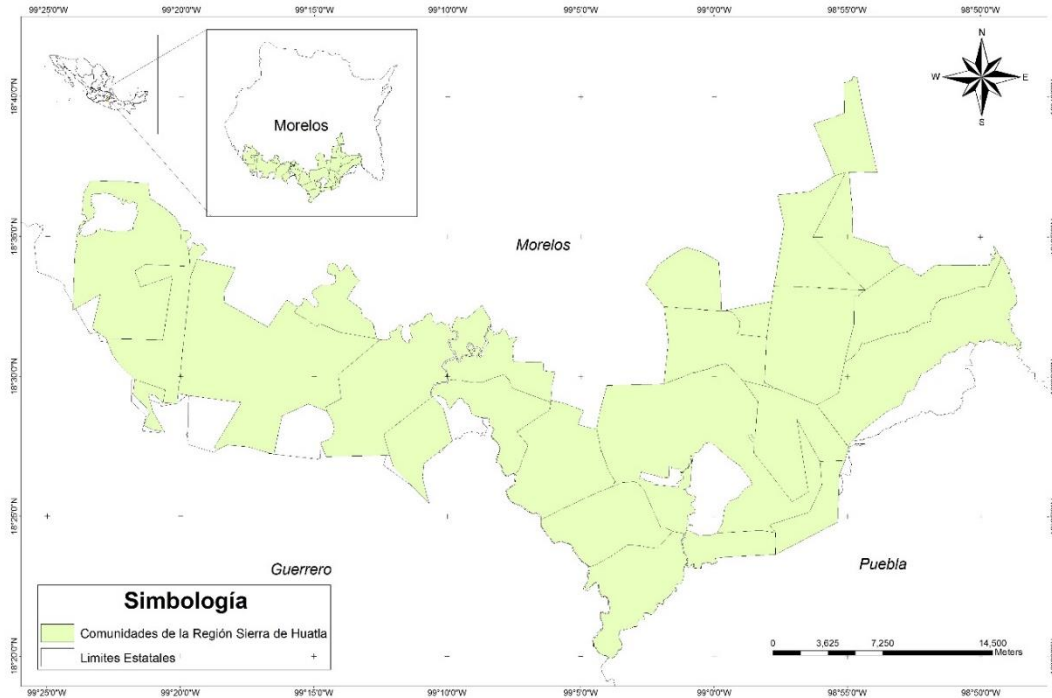 99°25'0"W 99°20'0"W 99°15'0"W 99°10'0"W 99°5'0"W 99°0'0"W 98°55'0"W 98°50'0"W
N
W E
S
18°40'0"N
Morelos
18°35'0"N
Morelos
18°30'0"N
18°25'0"N
Guerrero
Puebla
Simbología
Comunidades de la Región Sierra de Huatla
Limites Estatales
0 3,625 7,250 14,500
Meters
18°20'0"N
99°25'0"W 99°20'0"W 99°15'0"W 99°10'0"W 99°5'0"W 99°0'0"W 98°55'0"W 98°50'0"W